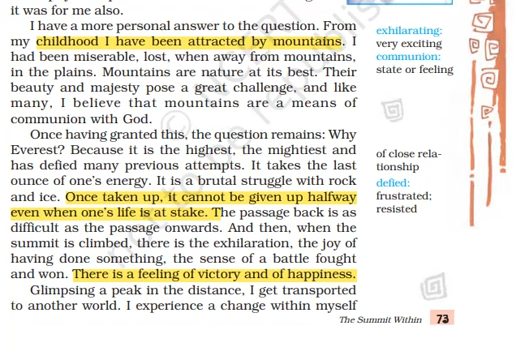 it was for me also.
I have a more personal answer to the question. From
my childhood I have been attracted by mountains. I
had been miserable, lost, when away from mountains,
in the plains. Mountains are nature at its best. Their
beauty and majesty pose a great challenge, and like
many, I believe that mountains are a means of
communion with God.
Once having granted this, the question remains: Why
Everest? Because it is the highest, the mightiest and
has defied many previous attempts. It takes the last
ounce of one's energy. It is a brutal struggle with rock
and ice. Once taken up, it cannot be given up halfway
even when one's life is at stake. The passage back is as
difficult as the passage onwards. And then, when the
summit is climbed, there is the exhilaration, the joy of
having done something, the sense of a battle fought
and won. There is a feeling of victory and of happiness.
Glimpsing a peak in the distance, I get transported
to another world. I experience a change within myself
exhilarating:
very exciting
communion:
state or feeling
of close rela-
tionship
defied:
frustrated;
resisted
The Summit Within 73